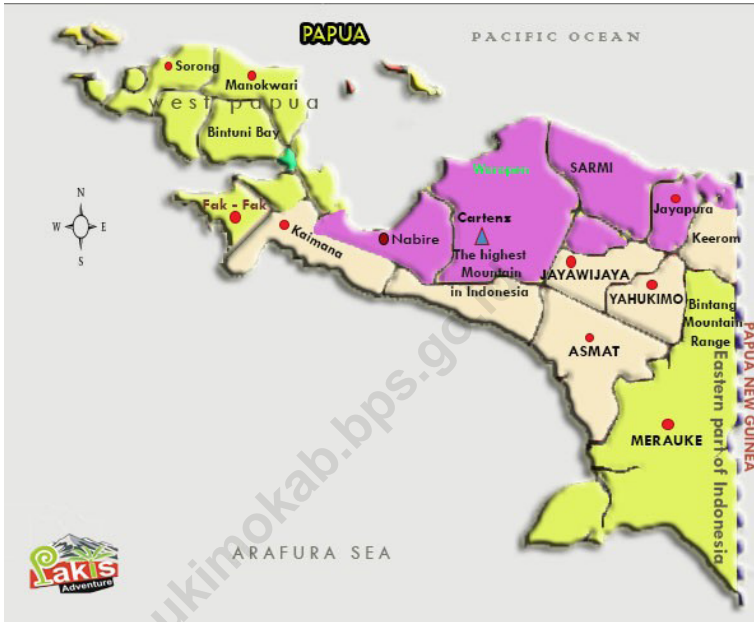 PAPUA
PACIFIC OCEAN
Sorong
Manokwari
west papua
Bintuni Bay
SARMI
Waropen
Fak - Fak
Jayapura
N
W E
S
Kaimana
Cartenz
Nabire
Keerom
The highest
Mountain
in Indonesia
JAYAWIJAYA
YAHUKIMO
Bintang
Mountain
Range
ASMAT
PAPUA NEW GUINEA
Eastern part of Indonesia
MERAUKE
ARAFURA SEA
Pakis
Adventure
ukimokab.bps.go.id